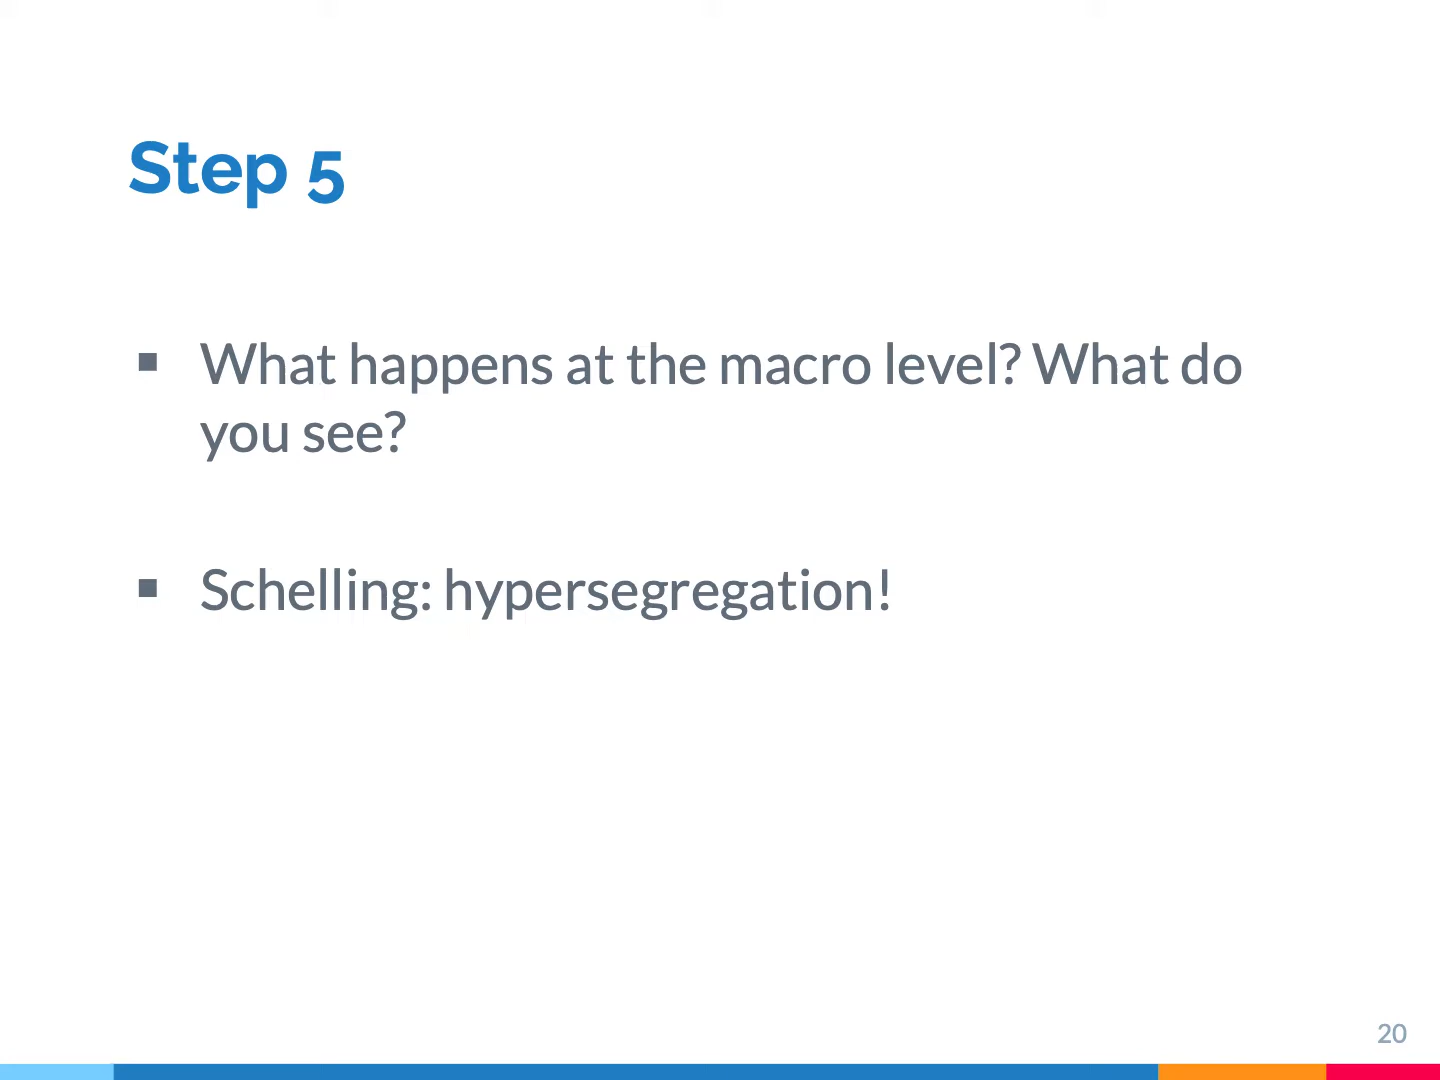 Step 5
▪ What happens at the macro level? What do
you see?
▪ Schelling: hypersegregation!
20